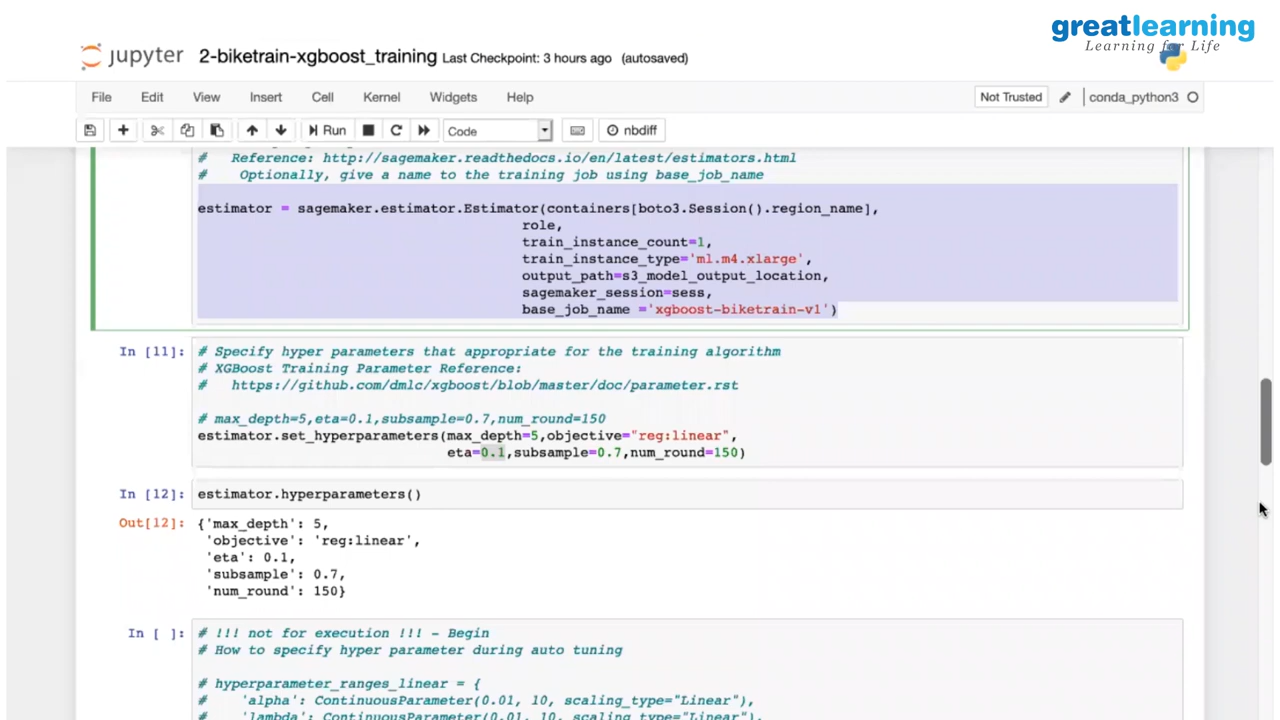 greatlearning
Learning for Life
jupyter 2-biketrain-xgboost_training Last Checkpoint: 3 hours ago (autosaved)
File Edit View Insert Cell Kernel Widgets Help Not Trusted conda_python3
Run Code nbdiff
# Reference: http://sagemaker.readthedocs.io/en/latest/estimators.html
# Optionally, give a name to the training job using base_job_name
estimator = sagemaker.estimator.Estimator(containers[boto3.Session().region_name],
role,
train_instance_count=1,
train_instance_type='ml.m4.xlarge',
output_path=s3_model_output_location,
sagemaker_session=sess,
base_job_name ='xgboost-biketrain-v1')
In [11]: # Specify hyper parameters that appropriate for the training algorithm
# XGBoost Training Parameter Reference:
# https://github.com/dmlc/xgboost/blob/master/doc/parameter.rst
# max_depth=5,eta=0.1,subsample=0.7,num_round=150
estimator.set_hyperparameters(max_depth=5,objective="reg:linear",
eta=0.1,subsample=0.7,num_round=150)
In [12]: estimator.hyperparameters()
Out[12]: {'max_depth': 5,
'objective': 'reg:linear',
'eta': 0.1,
'subsample': 0.7,
'num_round': 150}
In [ ]: # !!! not for execution !!! - Begin
# How to specify hyper parameter during auto tuning
# hyperparameter_ranges_linear = {
# 'alpha': ContinuousParameter(0.01, 10, scaling_type="Linear"),
# 'lambda': ContinuousParameter(0.01, 10, scaling_type="Linear"),